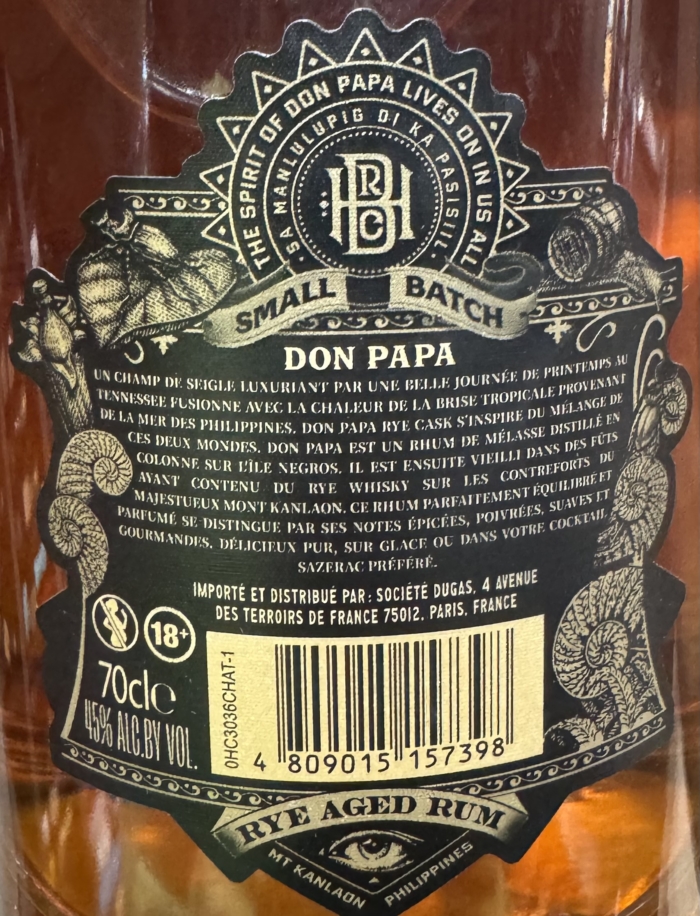 THE SPIRIT OF DON PAPA LIVES ON IN US ALL
· SA MANLULUPIG DI KA PASISIIL ·
BRHC
SMALL BATCH
DON PAPA
UN CHAMP DE SEIGLE LUXURIANT PAR UNE BELLE JOURNÉE DE PRINTEMPS AU
TENNESSEE FUSIONNE AVEC LA CHALEUR DE LA BRISE TROPICALE PROVENANT
DE LA MER DES PHILIPPINES. DON PAPA RYE CASK S'INSPIRE DU MÉLANGE DE
CES DEUX MONDES. DON PAPA EST UN RHUM DE MÉLASSE DISTILLÉ EN
COLONNE SUR L'ÎLE NEGROS. IL EST ENSUITE VIEILLI DANS DES FÛTS
AYANT CONTENU DU RYE WHISKY SUR LES CONTREFORTS DU
MAJESTUEUX MONT KANLAON. CE RHUM PARFAITEMENT ÉQUILIBRÉ ET
PARFUMÉ SE DISTINGUE PAR SES NOTES ÉPICÉES, POIVRÉES, SUAVES ET
GOURMANDES. DÉLICIEUX PUR, SUR GLACE OU DANS VOTRE COCKTAIL
SAZERAC PRÉFÉRÉ.
IMPORTÉ ET DISTRIBUÉ PAR: SOCIÉTÉ DUGAS, 4 AVENUE
DES TERROIRS DE FRANCE 75012, PARIS, FRANCE
18+
70cl℮
45% ALC.BY VOL.
OHC3036CHAT-1
4 809015 157398
RYE AGED RUM
MT KANLAON PHILIPPINES